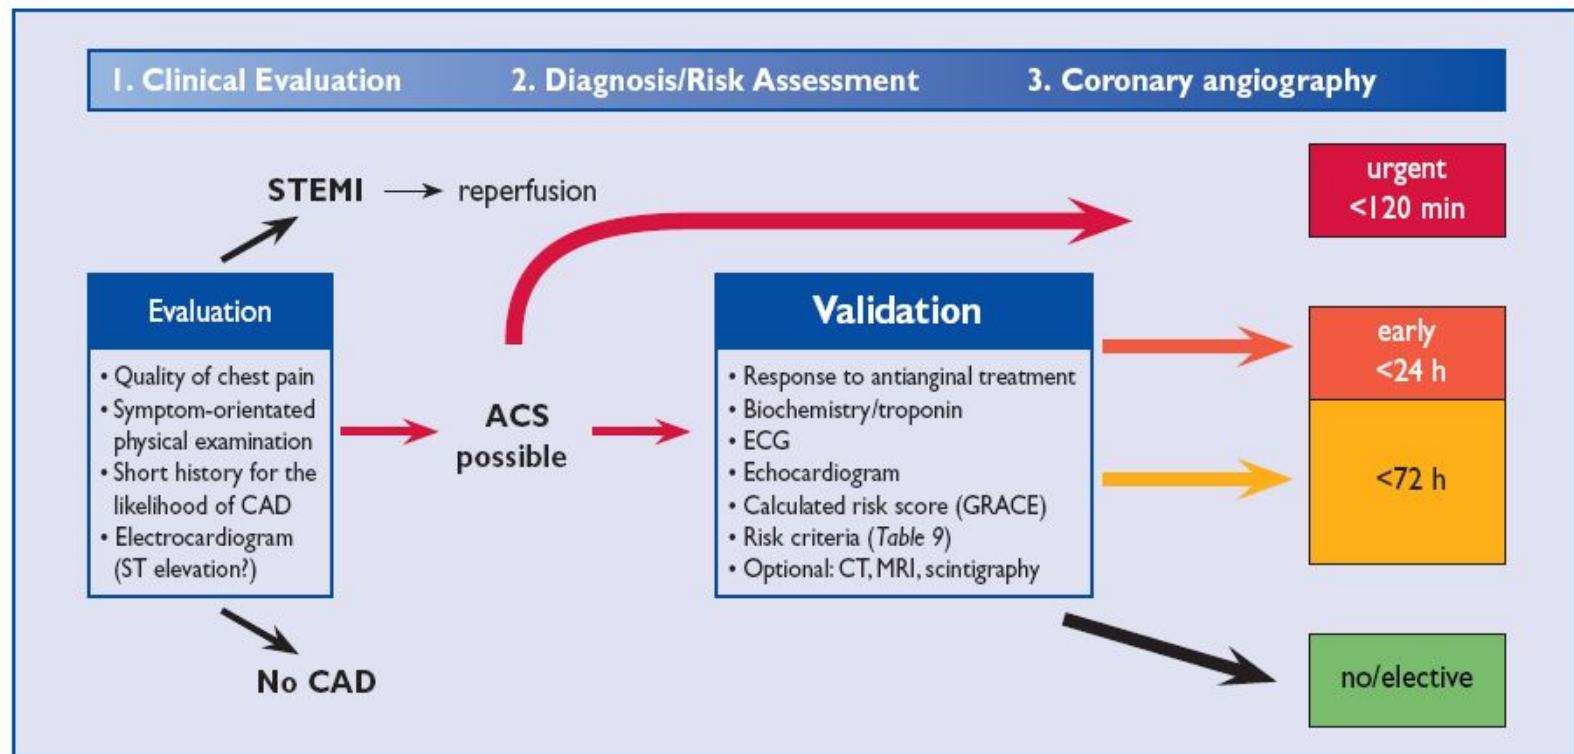 1. Clinical Evaluation 2. Diagnosis/Risk Assessment 3. Coronary angiography
STEMI reperfusion
urgent
<120 min
Evaluation
• Quality of chest pain
• Symptom-orientated
physical examination
• Short history for the
likelihood of CAD
• Electrocardiogram
(ST elevation?)
ACS
possible
Validation
• Response to antianginal treatment
• Biochemistry/troponin
• ECG
• Echocardiogram
• Calculated risk score (GRACE)
• Risk criteria (Table 9)
• Optional: CT, MRI, scintigraphy
early
<24 h
<72 h
No CAD
no/elective